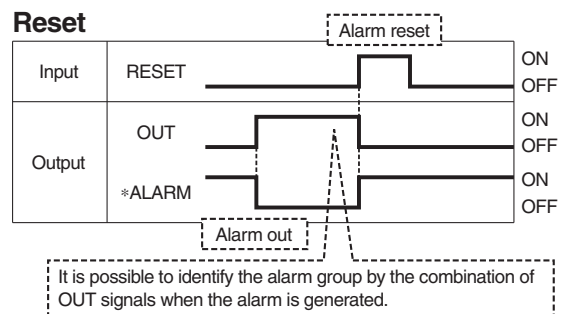 Reset
Alarm reset
Input RESET ON
OFF
Output OUT ON
OFF
*ALARM ON
OFF
Alarm out
It is possible to identify the alarm group by the combination of
OUT signals when the alarm is generated.